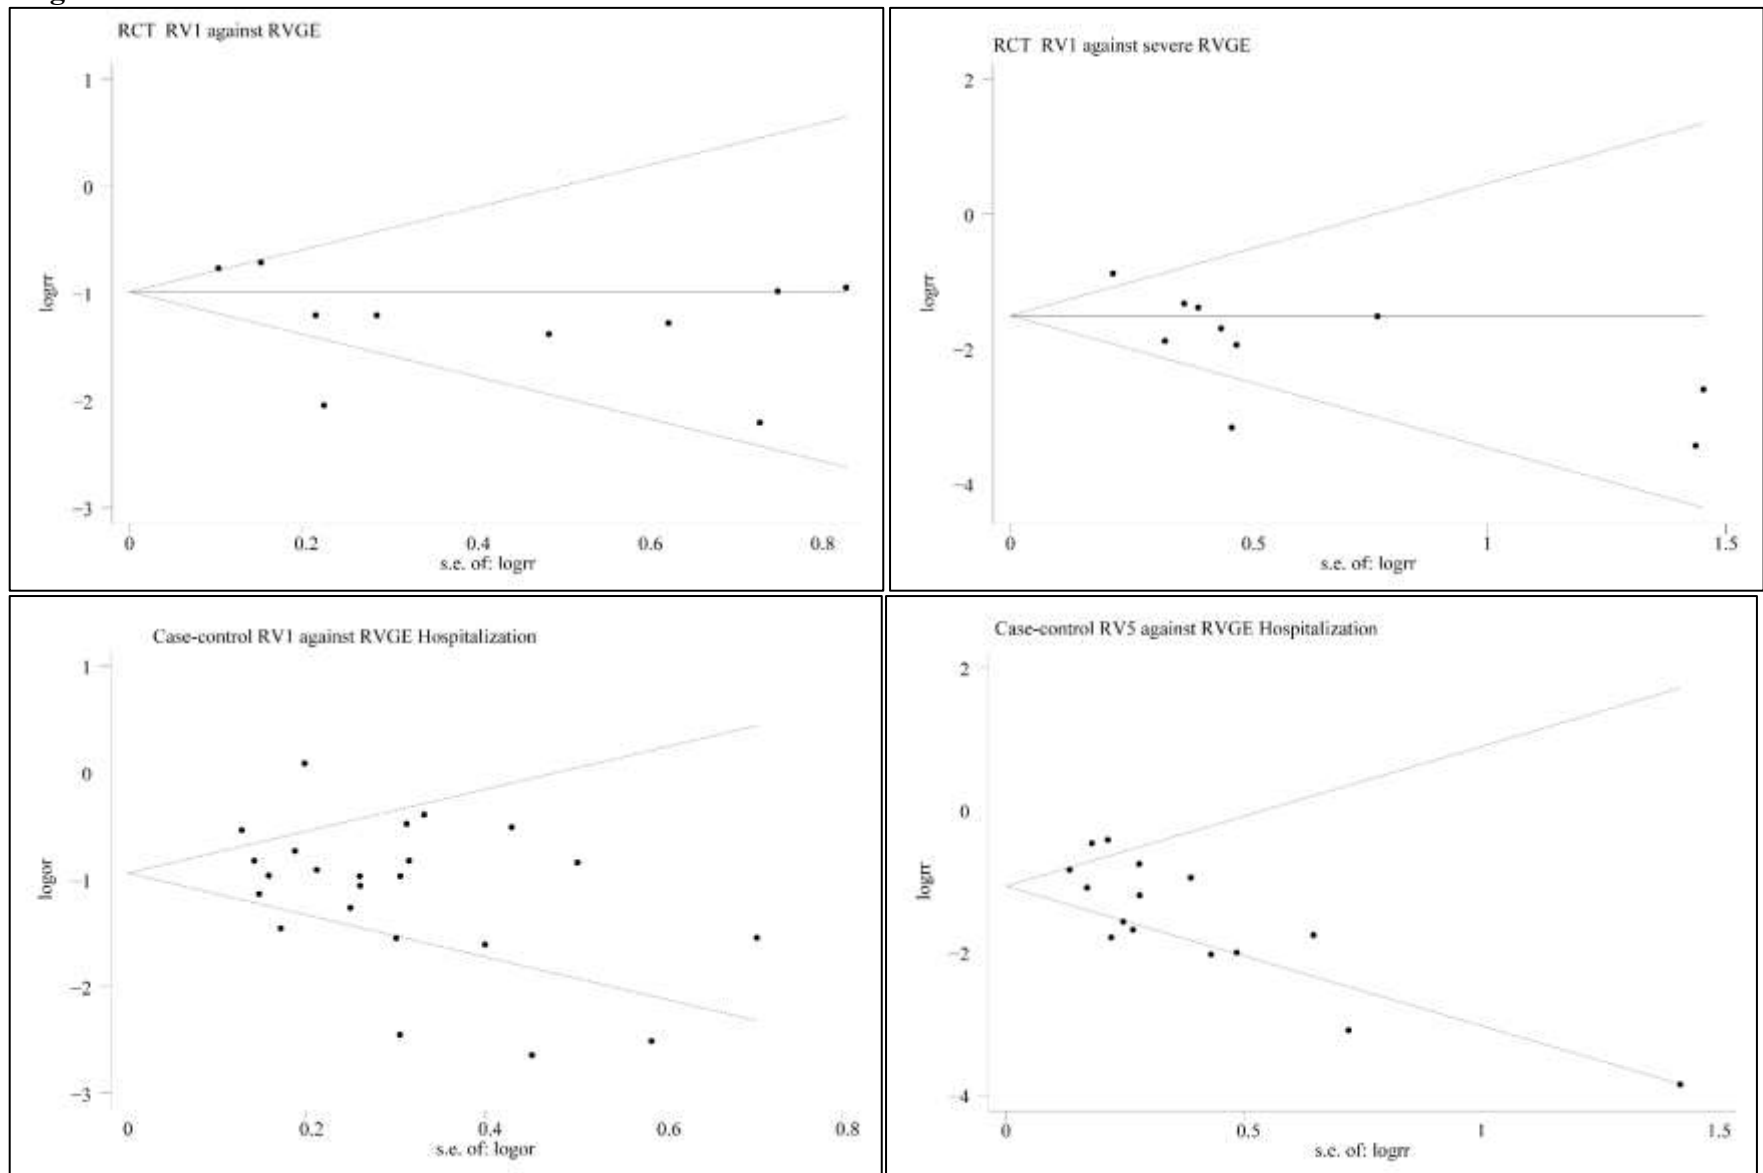 RCT RV1 against RVGE
1
0
−1
−2
−3
logrr
0 0.2 0.4 0.6 0.8
s.e. of: logrr
RCT RV1 against severe RVGE
2
0
−2
−4
logrr
0 0.5 1 1.5
s.e. of: logrr
Case-control RV1 against RVGE Hospitalization
1
0
−1
−2
−3
logor
0 0.2 0.4 0.6 0.8
s.e. of: logor
Case-control RV5 against RVGE Hospitalization
2
0
−2
−4
logrr
0 0.5 1 1.5
s.e. of: logrr